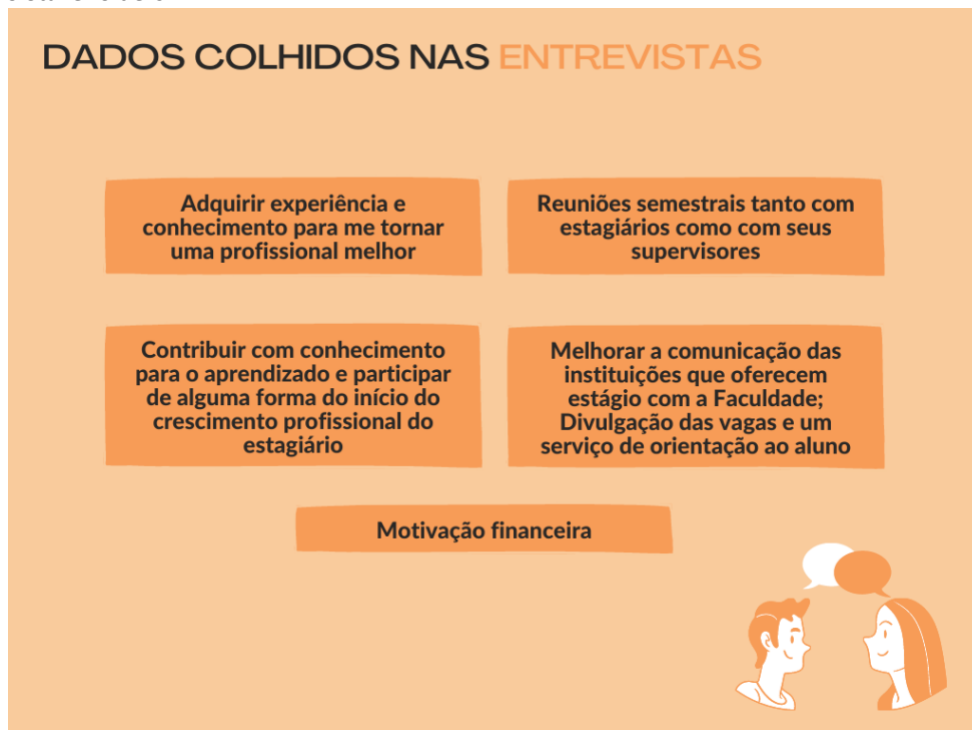 DADOS COLHIDOS NAS ENTREVISTAS
Adquirir experiência e
conhecimento para me tornar
uma profissional melhor
Reuniões semestrais tanto com
estagiários como com seus
supervisores
Contribuir com conhecimento
para o aprendizado e participar
de alguma forma do início do
crescimento profissional do
estagiário
Melhorar a comunicação das
instituições que oferecem
estágio com a Faculdade;
Divulgação das vagas e um
serviço de orientação ao aluno
Motivação financeira